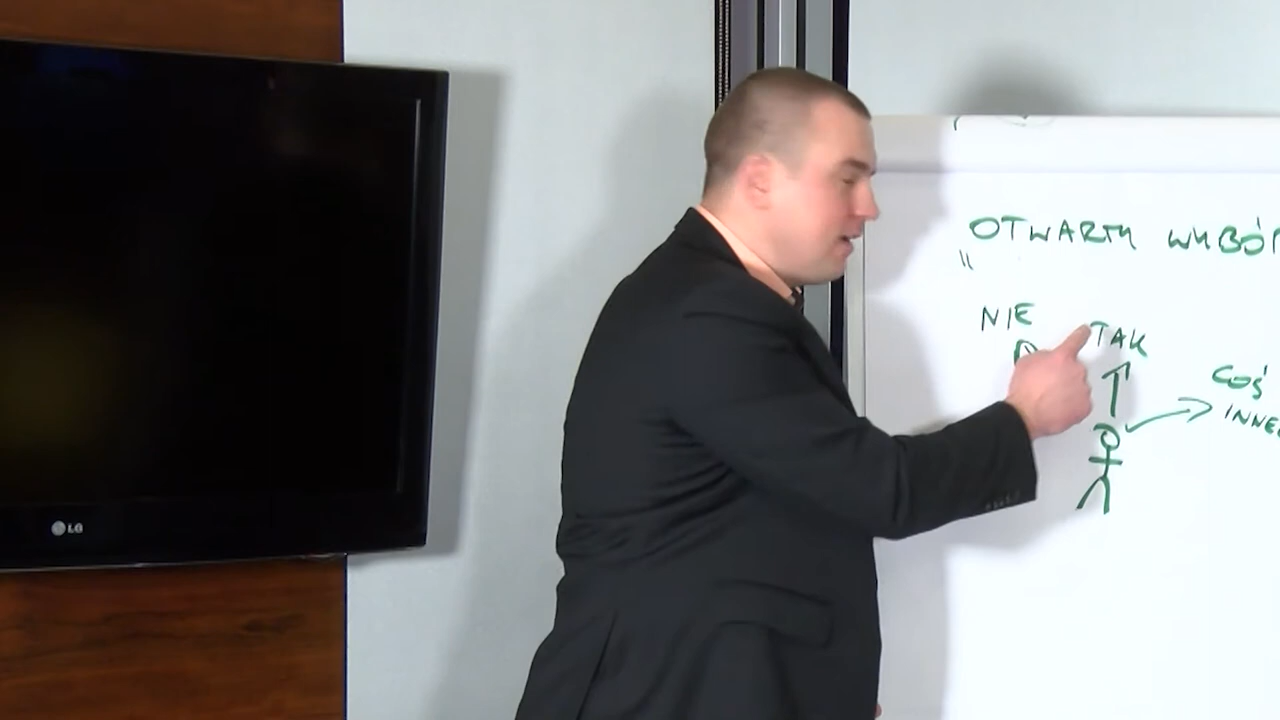 OTWARTY WYBÓR
"
NIE
TAK
COŚ
INNE
LG